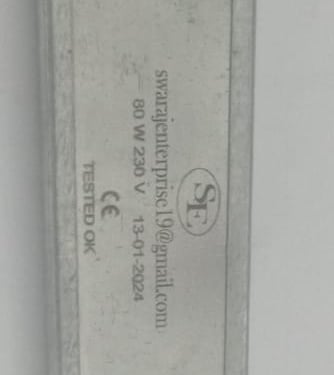 SE
swarajenterprise19@gmail.com
80 W 230 V 13-01-2024
CE
TESTED OK